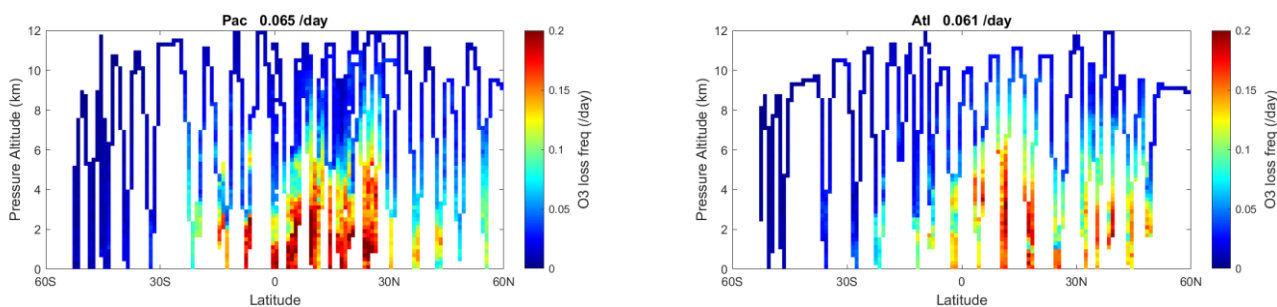 Pac 0.065 /day
12
10
8
6
4
2
0
Pressure Altitude (km)
60S
30S
0
30N
60N
Latitude
0.2
0.15
0.1
0.05
0
O3 loss freq (/day)
Atl 0.061 /day
12
10
8
6
4
2
0
Pressure Altitude (km)
60S
30S
0
30N
60N
Latitude
0.2
0.15
0.1
0.05
0
O3 loss freq (/day)